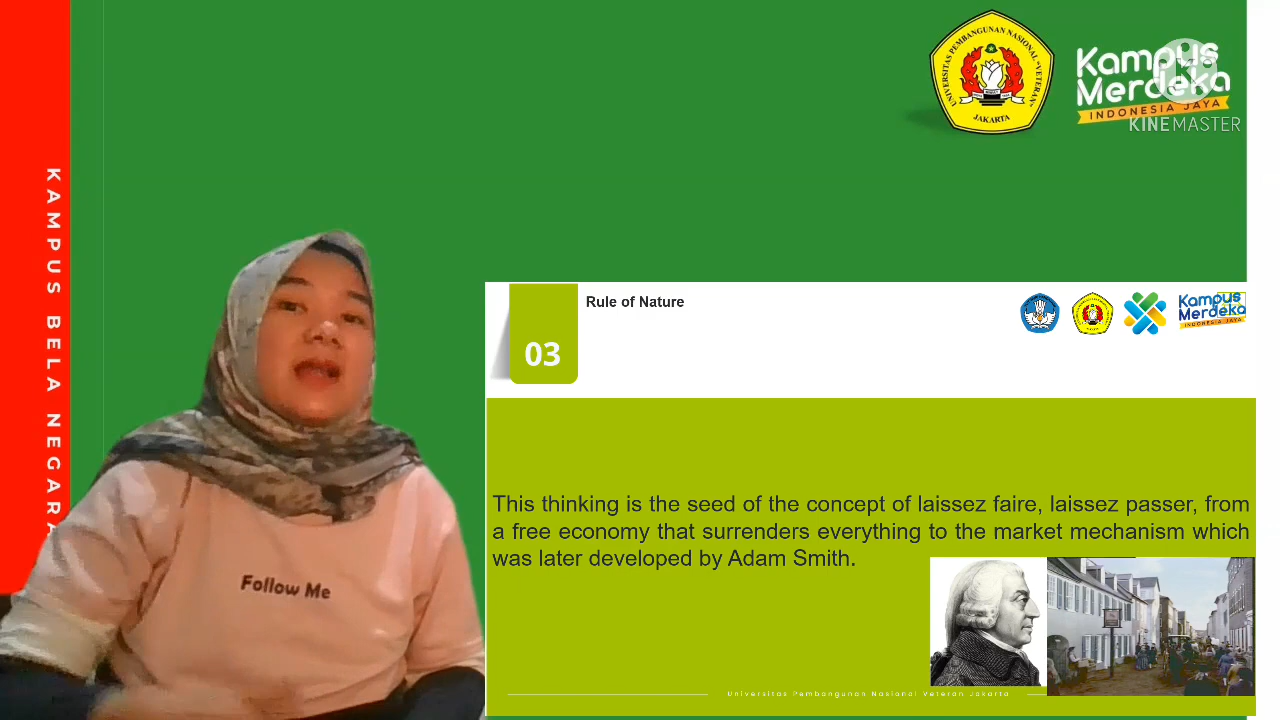 UNIVERSITAS PEMBANGUNAN NASIONAL "VETERAN"
JAKARTA
Kampus
Merdeka
INDONESIA JAYA
KINEMASTER
KAMPUS BELA NEGARA
Rule of Nature
03
Kampus
Merdeka
INDONESIA JAYA
This thinking is the seed of the concept of laissez faire, laissez passer, from
a free economy that surrenders everything to the market mechanism which
was later developed by Adam Smith.
Follow Me
Universitas Pembangunan Nasional Veteran Jakarta